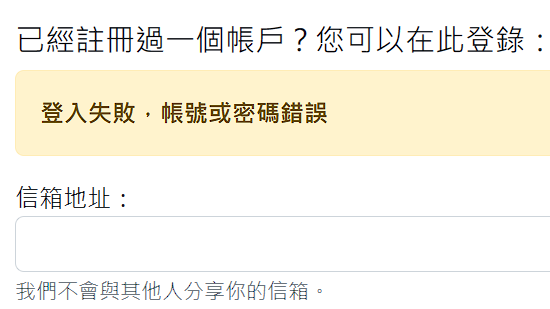 已經註冊過一個帳戶？您可以在此登錄：
登入失敗，帳號或密碼錯誤
信箱地址：
我們不會與其他人分享你的信箱。